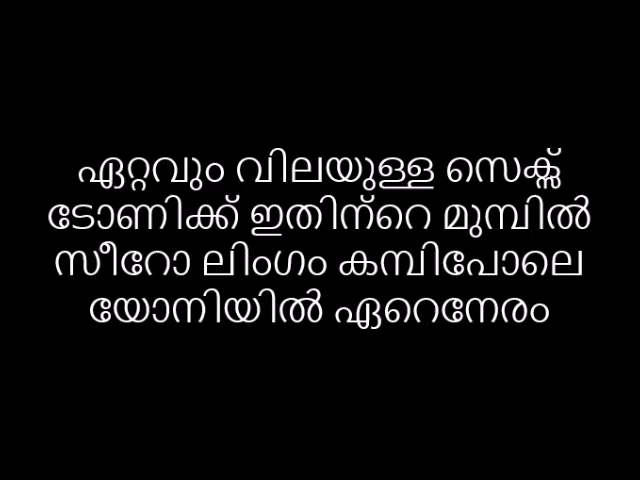 ഏറ്റവും വിലയുള്ള സെക്സ്
ടോണിക്ക് ഇതിന്റെ മുമ്പിൽ
സീറോ ലിംഗം കമ്പിപോലെ
യോനിയിൽ ഏറെനേരം